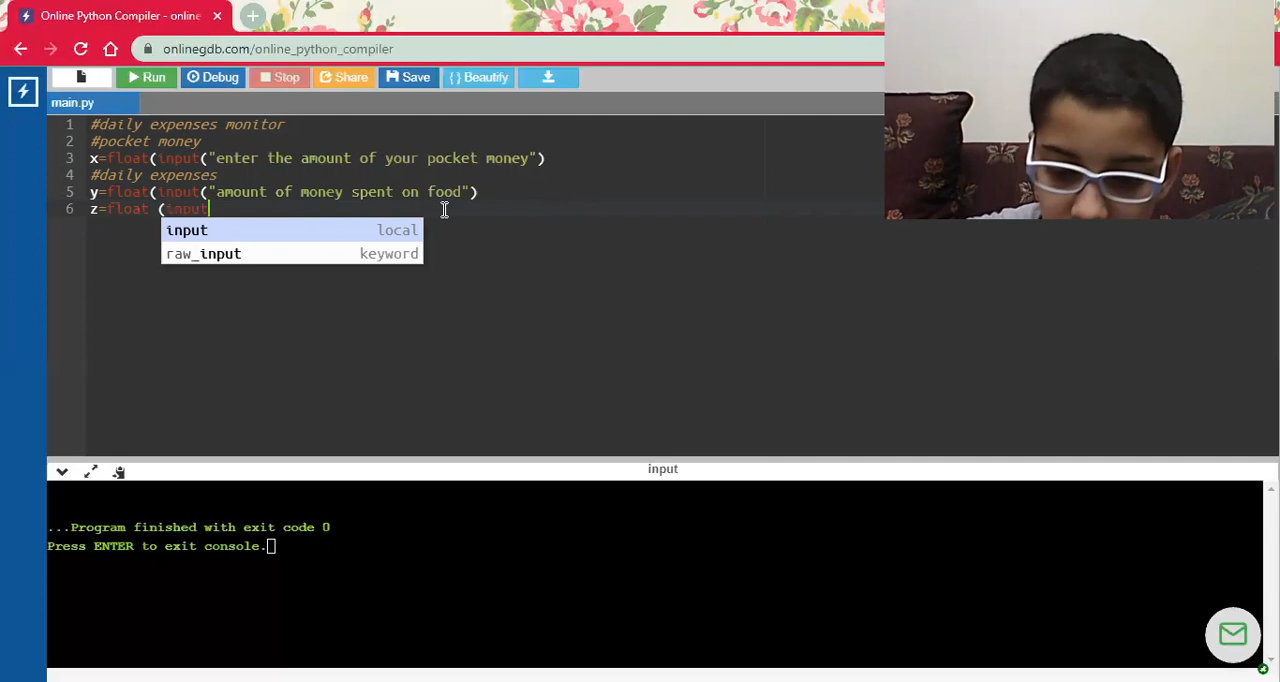 Online Python Compiler - online
onlinegdb.com/online_python_compiler
Run Debug Stop Share Save { } Beautify
main.py
1 #daily expenses monitor
2 #pocket money
3 x=float(input("enter the amount of your pocket money")
4 #daily expenses
5 y=float(input("amount of money spent on food")
6 z=float (input
input local
raw_input keyword
input
...Program finished with exit code 0
Press ENTER to exit console.